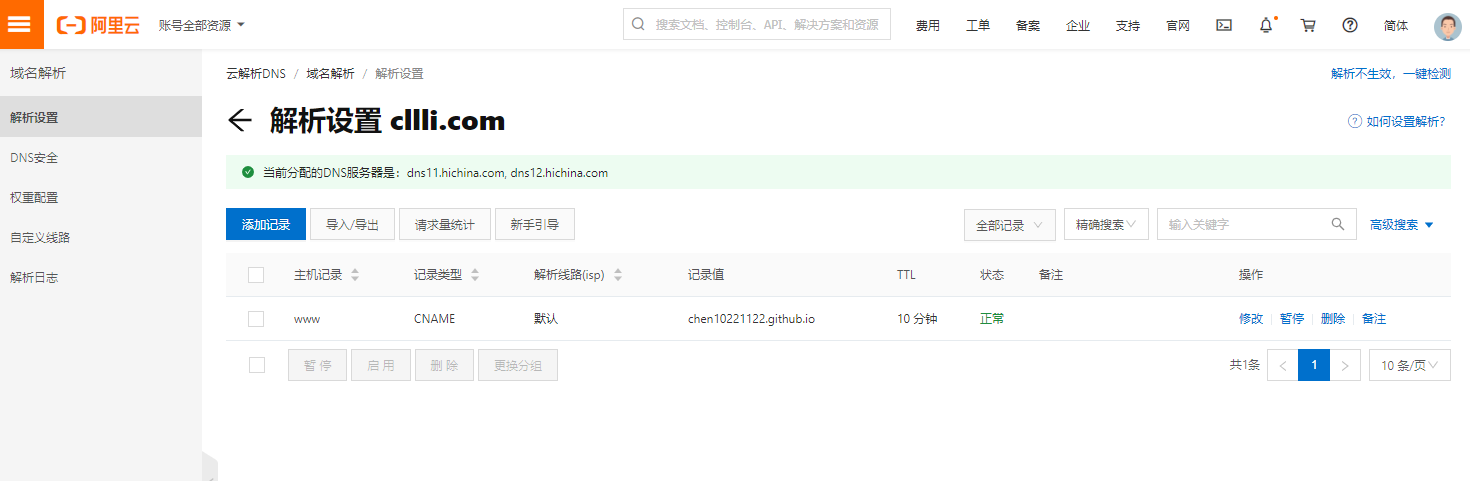 阿里云 账号全部资源 搜索文档、控制台、API、解决方案和资源 费用 工单 备案 企业 支持 官网 简体
域名解析
解析设置
DNS安全
权重配置
自定义线路
解析日志
云解析DNS / 域名解析 / 解析设置 解析不生效，一键检测
解析设置 cllli.com 如何设置解析?
当前分配的DNS服务器是：dns11.hichina.com, dns12.hichina.com
添加记录 导入/导出 请求量统计 新手引导 全部记录 精确搜索 输入关键字 高级搜索
主机记录 记录类型 解析线路(isp) 记录值 TTL 状态 备注 操作
www CNAME 默认 chen10221122.github.io 10 分钟 正常 修改 暂停 删除 备注
暂停 启用 删除 更换分组 共1条 1 10 条/页